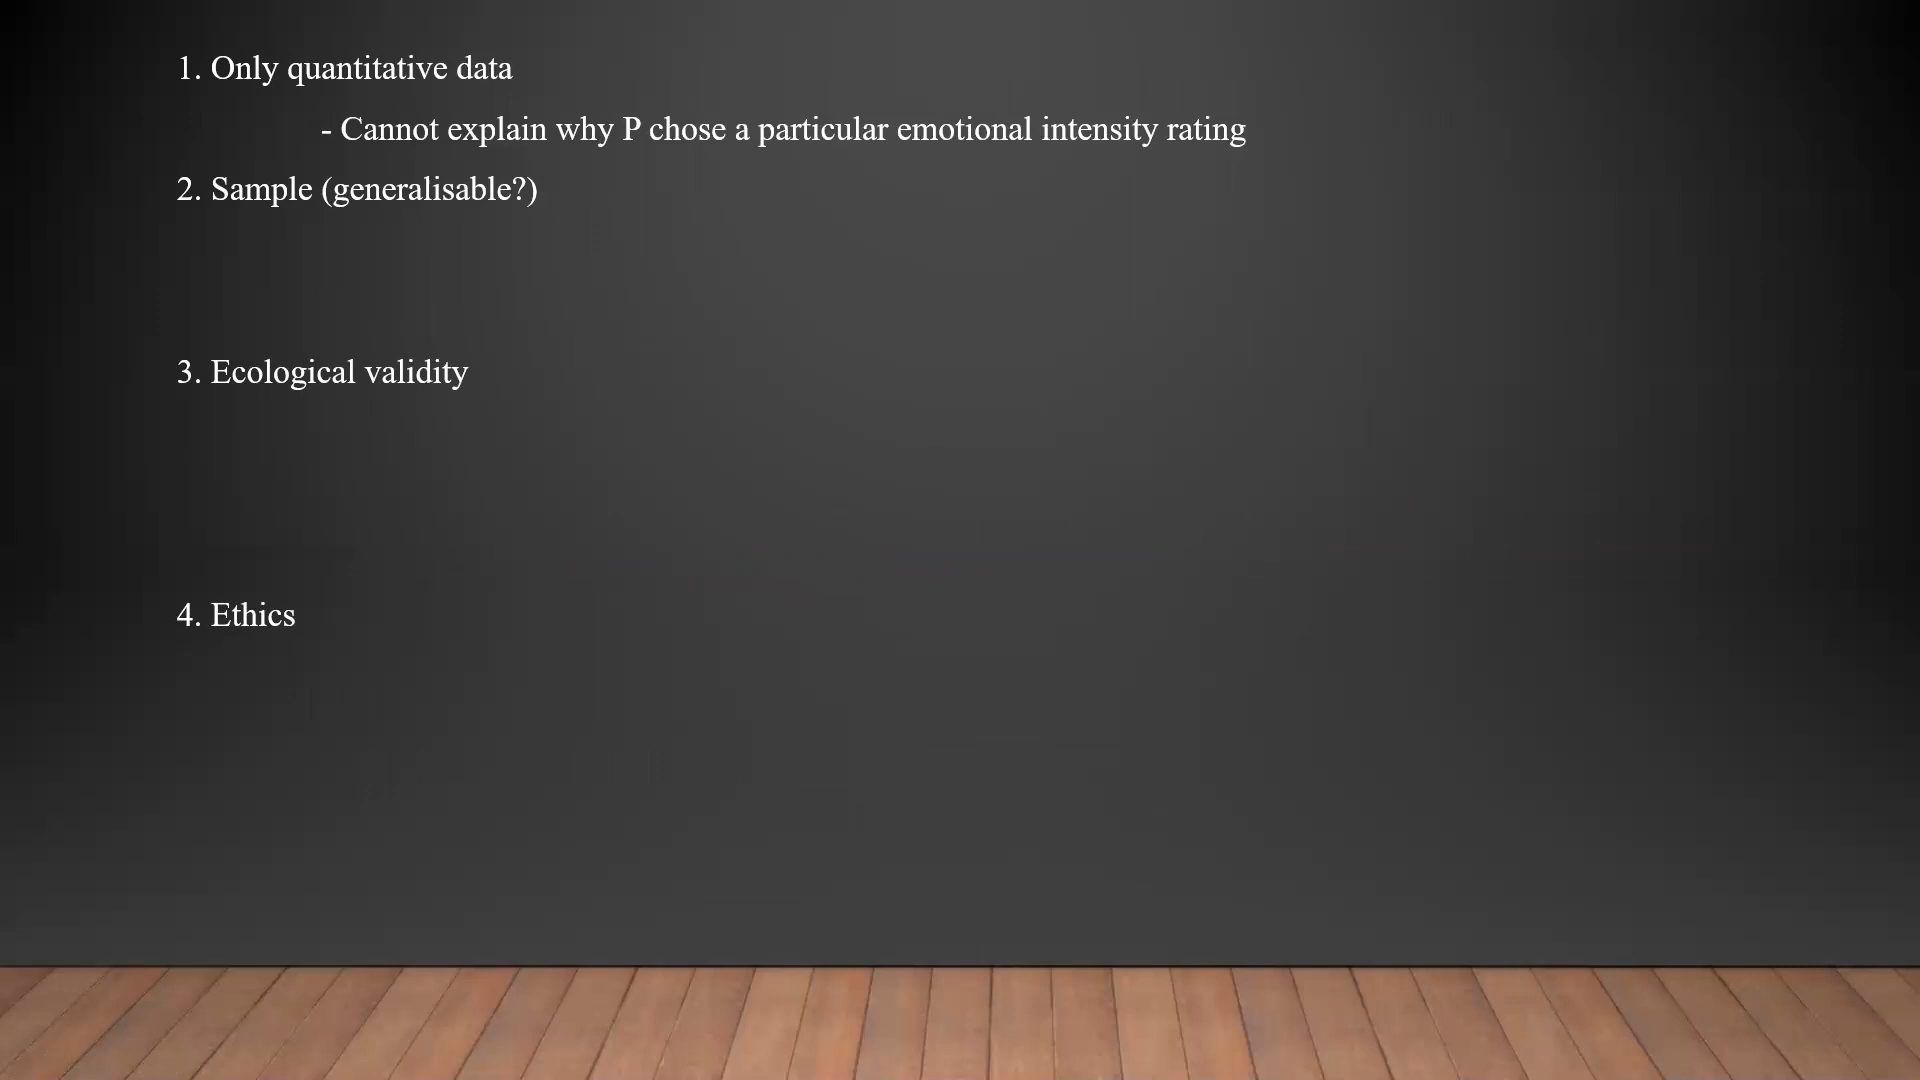 1. Only quantitative data
- Cannot explain why P chose a particular emotional intensity rating
2. Sample (generalisable?)
3. Ecological validity
4. Ethics